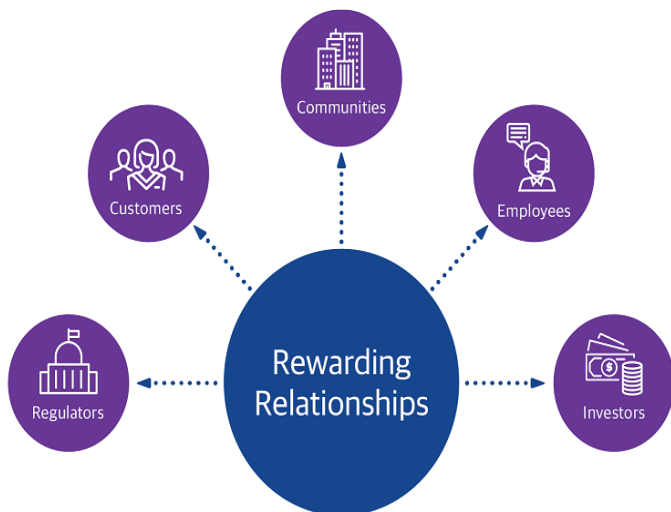 Communities
Customers
Employees
Rewarding
Relationships
Regulators
Investors